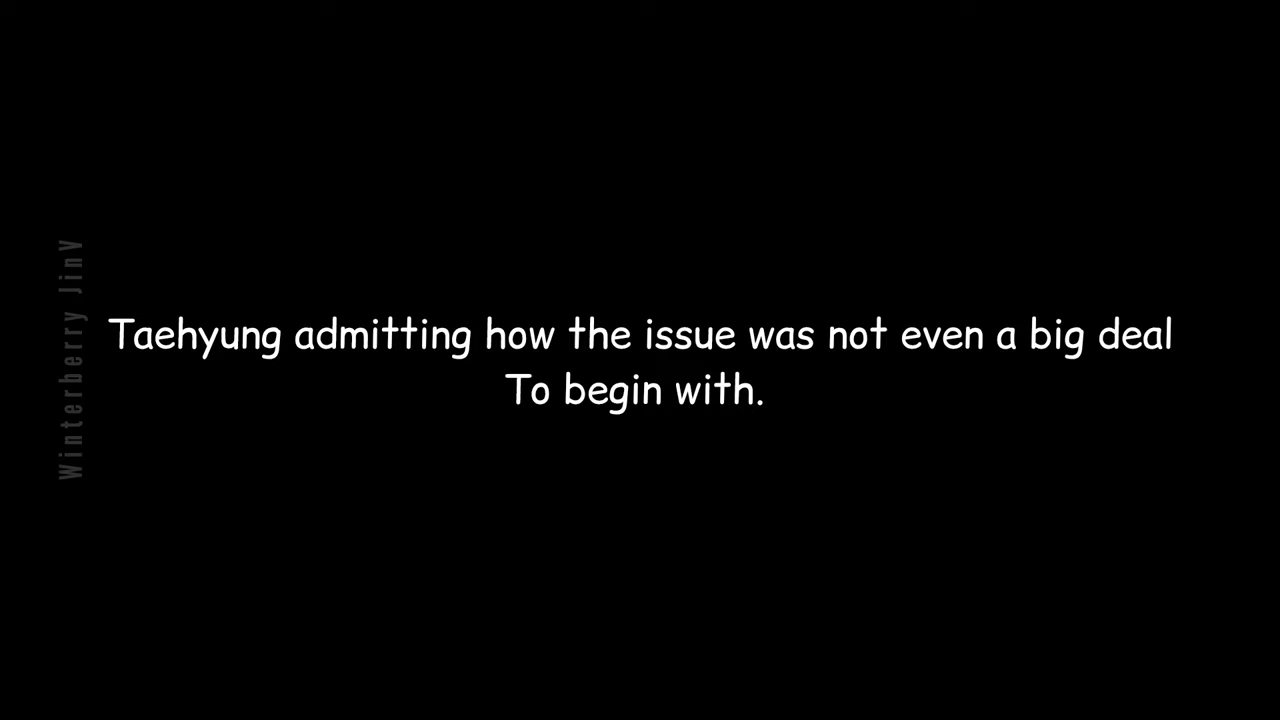 Winterberry JinV
Taehyung admitting how the issue was not even a big deal
To begin with.